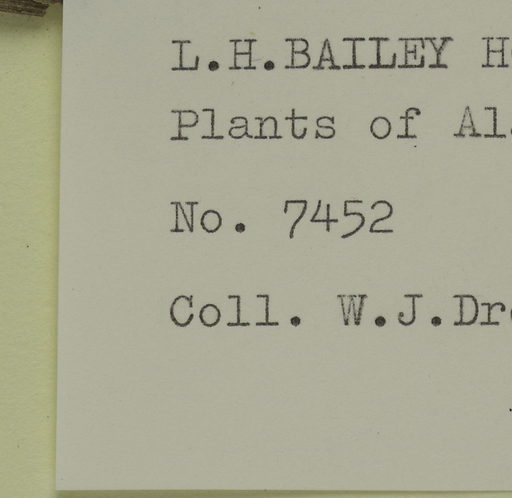 L.H.BAILEY H
Plants of Al
No. 7452
Coll. W.J.Dr